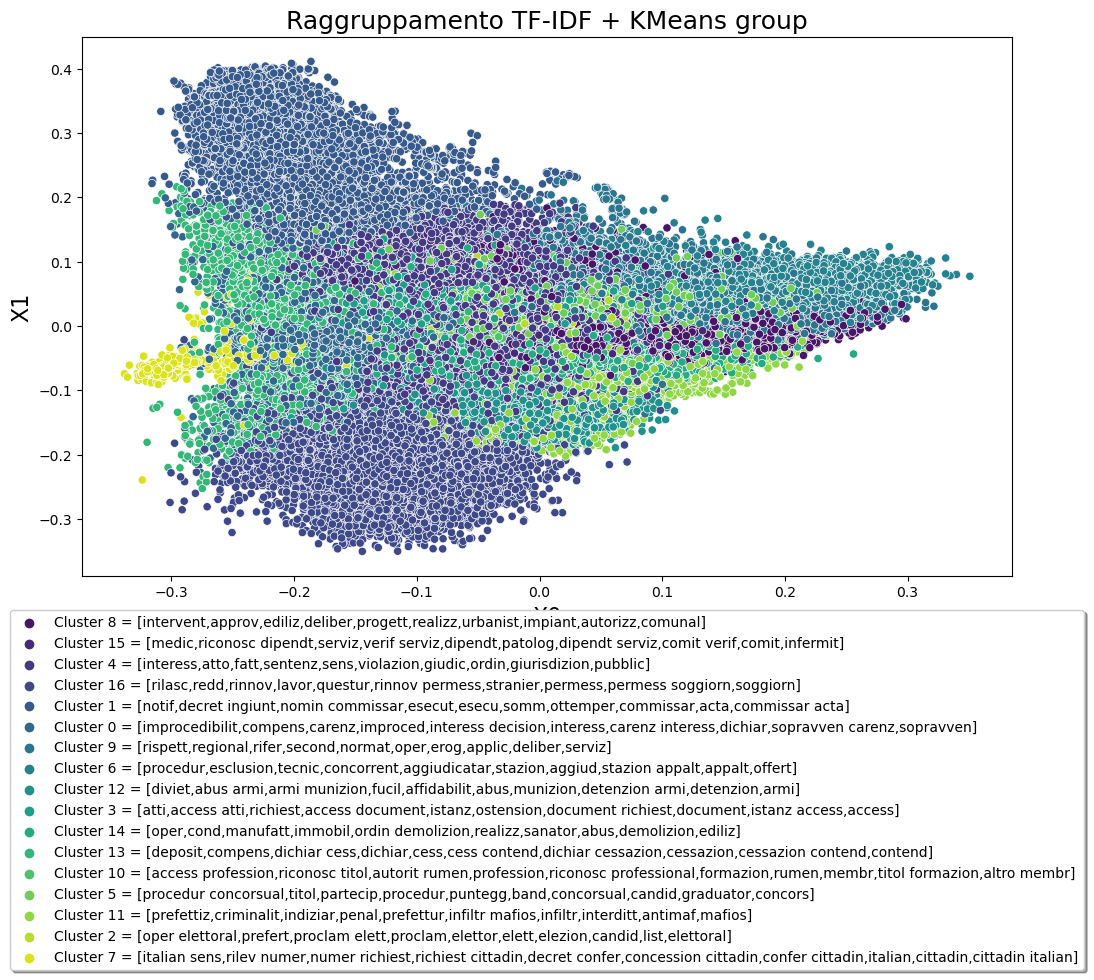 Raggruppamento TF-IDF + KMeans group
0.4
0.3
0.2
0.1
0.0
−0.1
−0.2
−0.3
X1
−0.3
−0.2
−0.1
0.0
0.1
0.2
0.3
Cluster 8 = [intervent,approv,ediliz,deliber,progett,realizz,urbanist,impiant,autorizz,comunal]
Cluster 15 = [medic,riconosc dipendt,serviz,verif serviz,dipendt,patolog,dipendt serviz,comit verif,comit,infermit]
Cluster 4 = [interess,atto,fatt,sentenz,sens,violazion,giudic,ordin,giurisdizion,pubblic]
Cluster 16 = [rilasc,redd,rinnov,lavor,questur,rinnov permess,stranier,permess,permess soggiorn,soggiorn]
Cluster 1 = [notif,decret ingiunt,nomin commissar,esecut,esecu,somm,ottemper,commissar,acta,commissar acta]
Cluster 0 = [improcedibilit,compens,carenz,improced,interess decision,interess,carenz interess,dichiar,sopravven carenz,sopravven]
Cluster 9 = [rispett,regional,rifer,second,normat,oper,erog,applic,deliber,serviz]
Cluster 6 = [procedur,esclusion,tecnic,concorrent,aggiudicatar,stazion,aggiud,stazion appalt,appalt,offert]
Cluster 12 = [diviet,abus armi,armi munizion,fucil,affidabilit,abus,munizion,detenzion armi,detenzion,armi]
Cluster 3 = [atti,access atti,richiest,access document,istanz,ostension,document richiest,document,istanz access,access]
Cluster 14 = [oper,cond,manufatt,immobil,ordin demolizion,realizz,sanator,abus,demolizion,ediliz]
Cluster 13 = [deposit,compens,dichiar cess,dichiar,cess,cess contend,dichiar cessazion,cessazion,cessazion contend,contend]
Cluster 10 = [access profession,riconosc titol,autorit rumen,profession,riconosc professional,formazion,rumen,membr,titol formazion,altro membr]
Cluster 5 = [procedur concorsual,titol,partecip,procedur,puntegg,band,concorsual,candid,graduator,concors]
Cluster 11 = [prefettiz,criminalit,indiziar,penal,prefettur,infiltr mafios,infiltr,interditt,antimaf,mafios]
Cluster 2 = [oper elettoral,prefert,proclam elett,proclam,elettor,elett,elezion,candid,list,elettoral]
Cluster 7 = [italian sens,rilev numer,numer richiest,richiest cittadin,decret confer,concession cittadin,confer cittadin,italian,cittadin,cittadin italian]